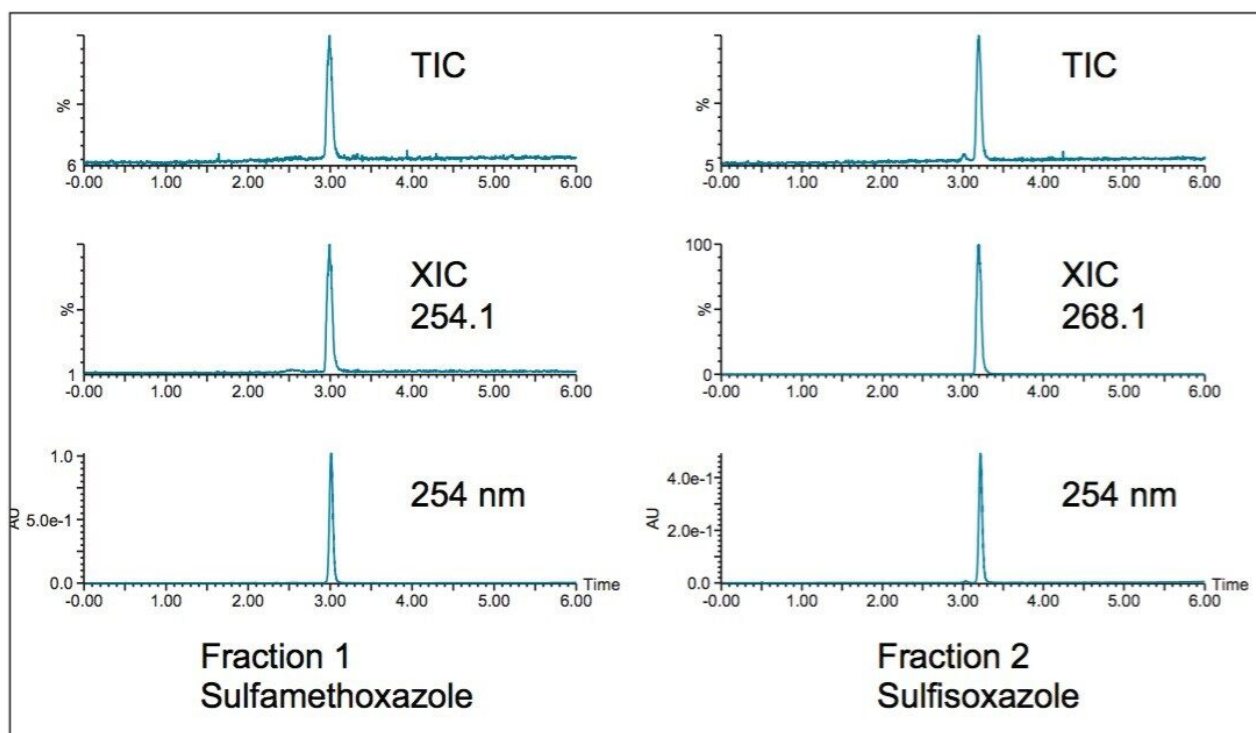 TIC
%
6
-0.00 1.00 2.00 3.00 4.00 5.00 6.00
XIC
254.1
%
1
-0.00 1.00 2.00 3.00 4.00 5.00 6.00
254 nm
1.0
AU
5.0e-1
0.0
Time
-0.00 1.00 2.00 3.00 4.00 5.00 6.00
Fraction 1
Sulfamethoxazole
TIC
%
5
-0.00 1.00 2.00 3.00 4.00 5.00 6.00
100
XIC
268.1
%
0
-0.00 1.00 2.00 3.00 4.00 5.00 6.00
254 nm
4.0e-1
AU
2.0e-1
0.0
Time
-0.00 1.00 2.00 3.00 4.00 5.00 6.00
Fraction 2
Sulfisoxazole